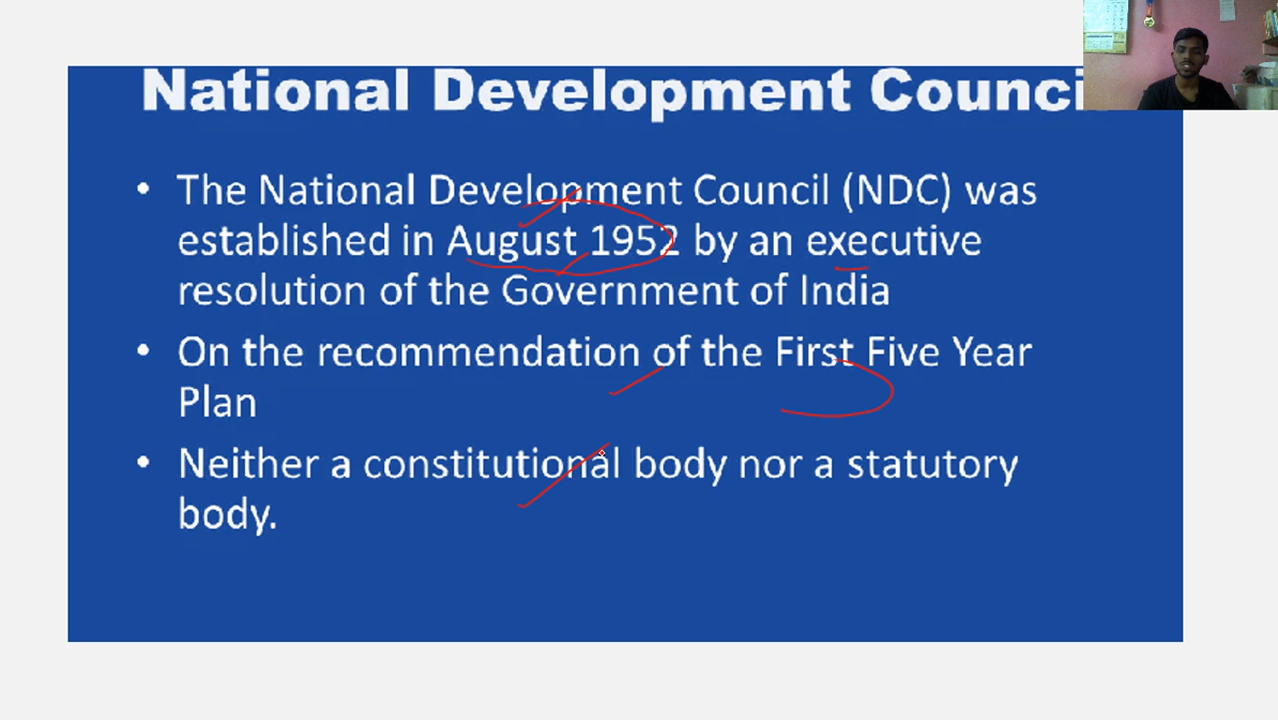 National Development Counci
• The National Development Council (NDC) was
established in August 1952 by an executive
resolution of the Government of India
• On the recommendation of the First Five Year
Plan
• Neither a constitutional body nor a statutory
body.